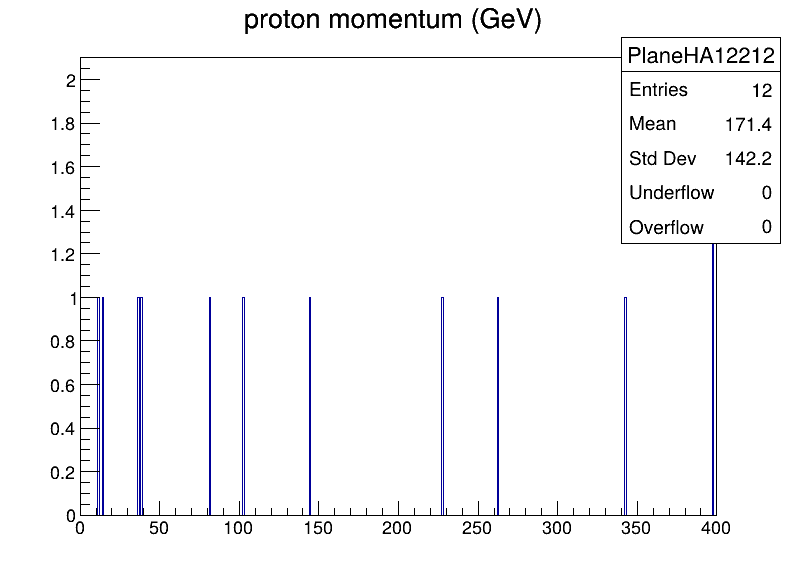 proton momentum (GeV)
PlaneHA12212
Entries 12
Mean 171.4
Std Dev 142.2
Underflow 0
Overflow 0
2
1.8
1.6
1.4
1.2
1
0.8
0.6
0.4
0.2
0
0 50 100 150 200 250 300 350 400